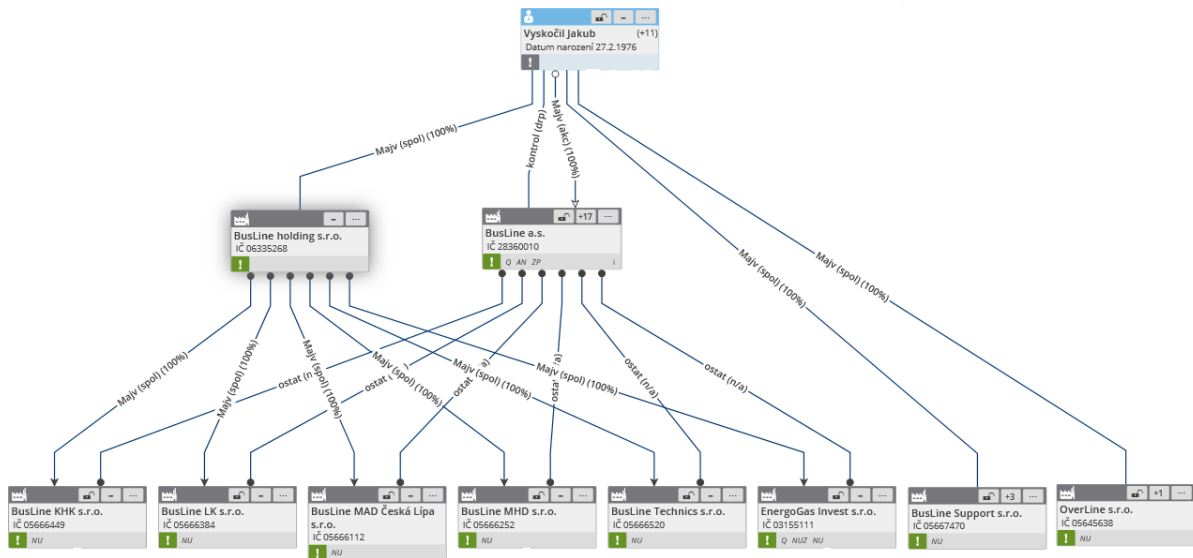 Vyskočil Jakub (+11)
Datum narození 27.2.1976
Majv (spol) (100%)
kontrol (drp)
Majv (akc) (100%)
Majv (spol) (100%)
Majv (spol) (100%)
+17
BusLine holding s.r.o.
IČ 06335268
BusLine a.s.
IČ 28360010
Q AN ZP i
Majv (spol) (100%)
Majv (spol) (100%)
Majv (spol) (100%)
Majv (spol) (100%)
Majv (spol) (100%)
Majv (spol) (100%)
ostat (n
ostat
ostat a)
ostat /a)
ostat (n/a)
ostat (n/a)
+3
+1
BusLine KHK s.r.o.
IČ 05666449
NU
BusLine LK s.r.o.
IČ 05666384
NU
BusLine MAD Česká Lípa
s.r.o.
IČ 05666112
NU
BusLine MHD s.r.o.
IČ 05666252
NU
BusLine Technics s.r.o.
IČ 05666520
NU
EnergoGas Invest s.r.o.
IČ 03155111
Q NUZ NU
BusLine Support s.r.o.
IČ 05667470
NU
OverLine s.r.o.
IČ 05645638
NU